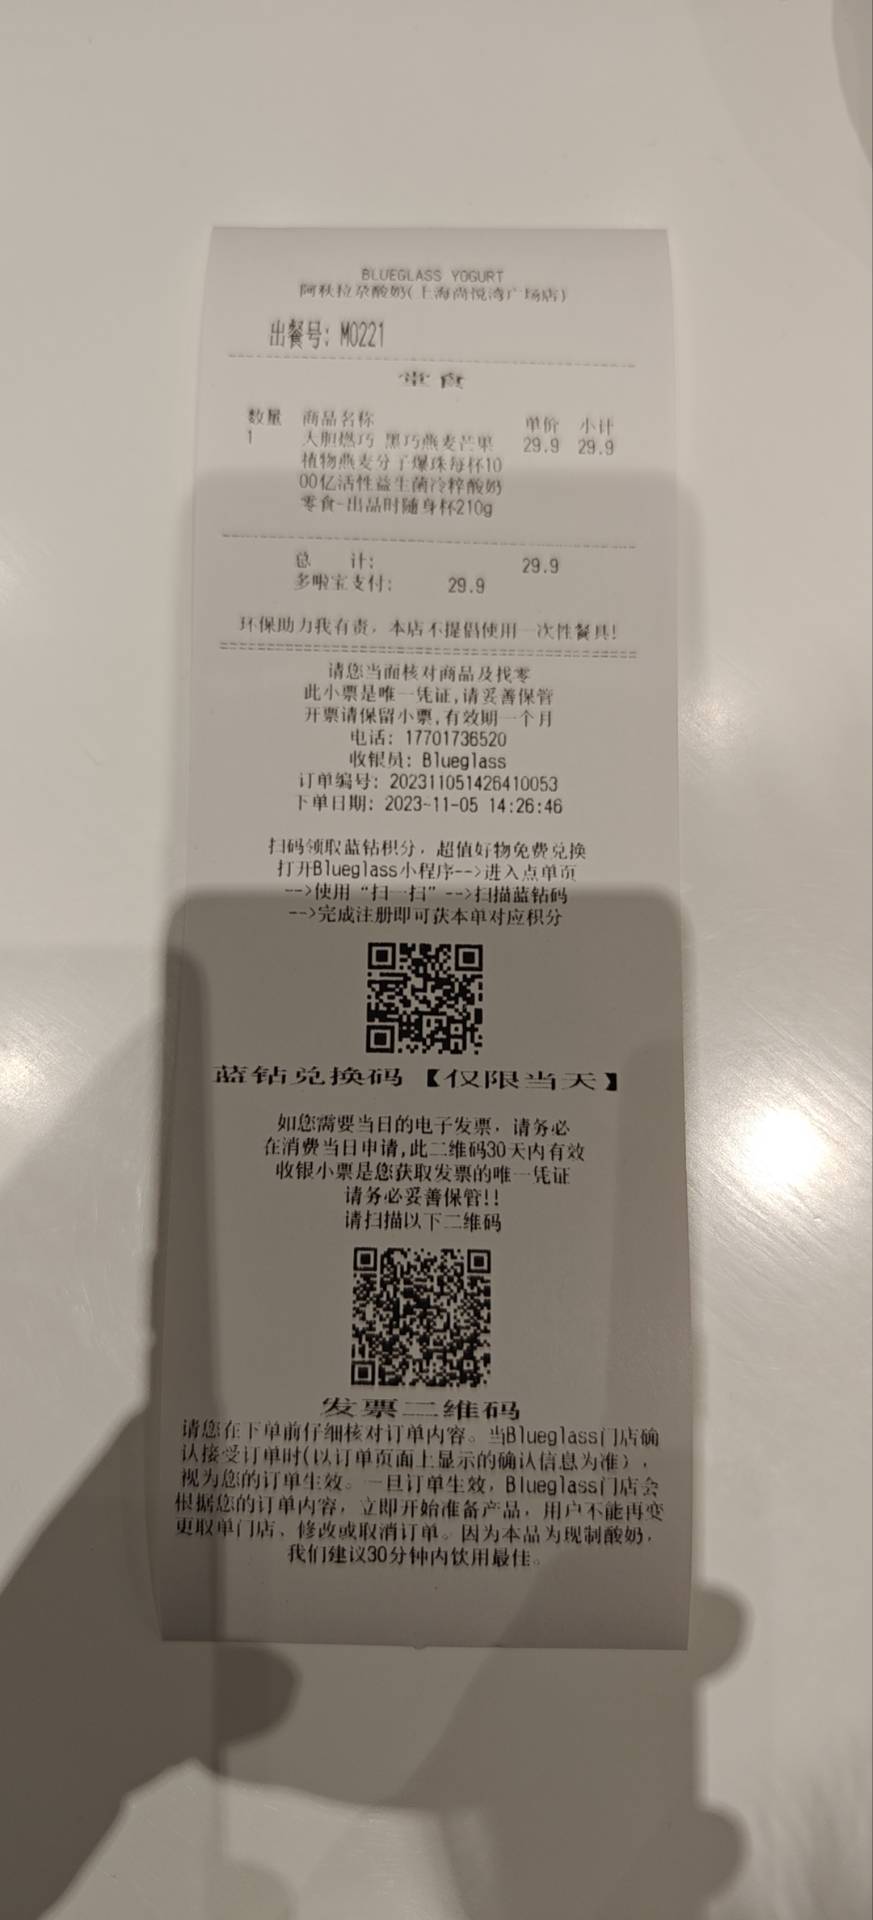 BLUEGLASS YOGURT
阿秋拉尕酸奶(上海尚悦湾广场店)
出餐号: M0221
堂食
数量 商品名称 单价 小计
1 大胆燃巧 黑巧燕麦芒果 29.9 29.9
植物燕麦分子爆珠每杯10
00亿活性益生菌冷粹酸奶
零食-出品时随身杯210g
总 计: 29.9
多啦宝支付: 29.9
环保助力我有责，本店不提倡使用一次性餐具!
请您当面核对商品及找零
此小票是唯一凭证,请妥善保管
开票请保留小票,有效期一个月
电话: 17701736520
收银员: Blueglass
订单编号: 202311051426410053
下单日期: 2023-11-05 14:26:46
扫码领取蓝钻积分，超值好物免费兑换
打开Blueglass小程序-->进入点单页
-->使用“扫一扫”-->扫描蓝钻码
-->完成注册即可获本单对应积分
蓝钻兑换码【仅限当天】
如您需要当日的电子发票，请务必
在消费当日申请,此二维码30天内有效
收银小票是您获取发票的唯一凭证
请务必妥善保管!!
请扫描以下二维码
发票二维码
请您在下单前仔细核对订单内容。当Blueglass门店确
认接受订单时(以订单页面上显示的确认信息为准)，
视为您的订单生效。一旦订单生效，Blueglass门店会
根据您的订单内容，立即开始准备产品，用户不能再变
更取单门店、修改或取消订单。因为本品为现制酸奶，
我们建议30分钟内饮用最佳。